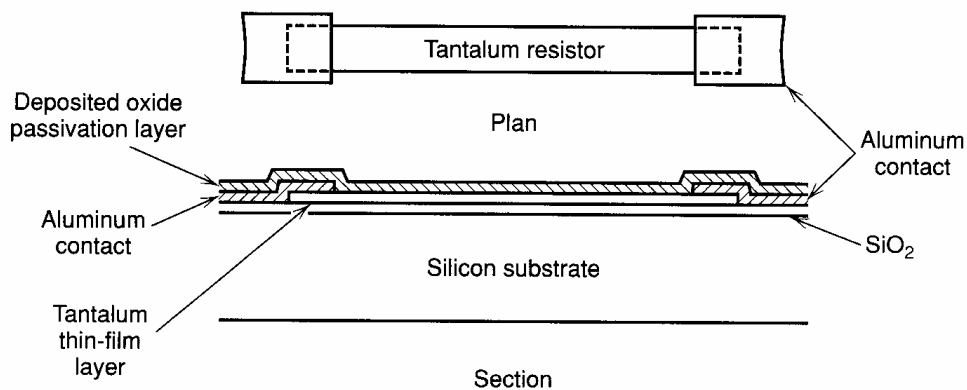 Tantalum resistor
Deposited oxide
passivation layer
Plan
Aluminum
contact
Aluminum
contact
SiO₂
Silicon substrate
Tantalum
thin-film
layer
Section